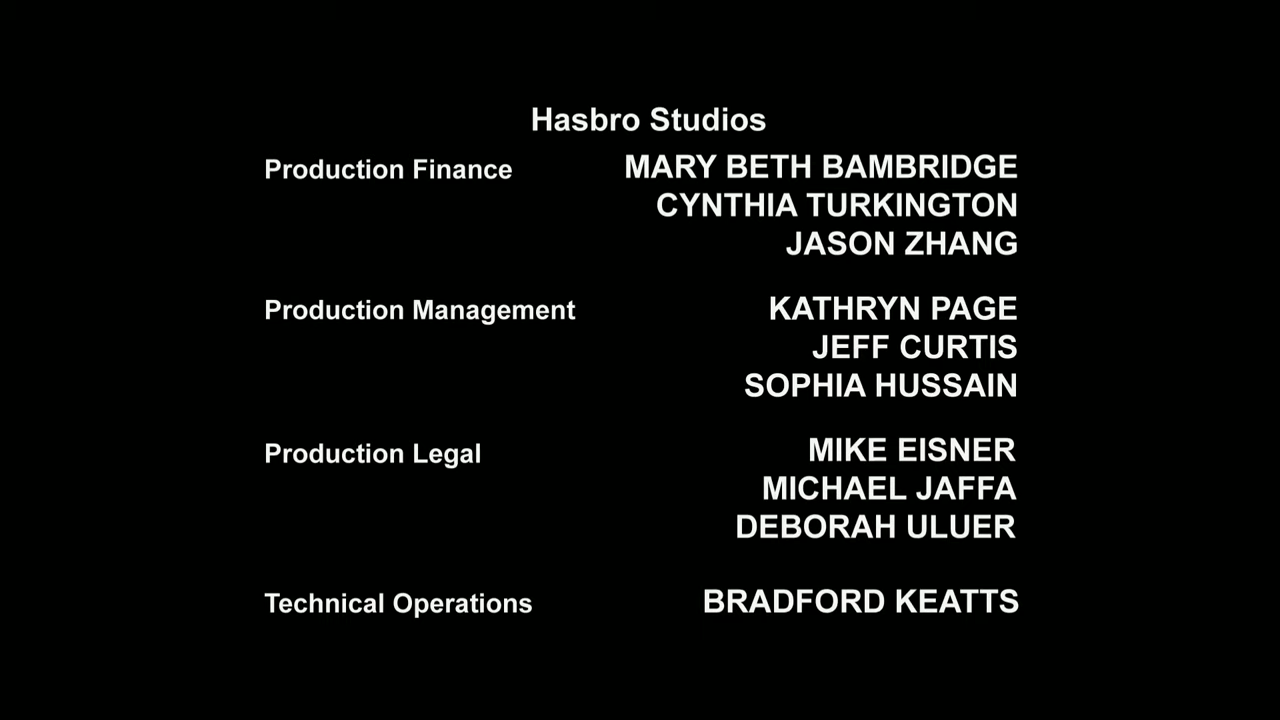 Hasbro Studios
Production Finance MARY BETH BAMBRIDGE
CYNTHIA TURKINGTON
JASON ZHANG
Production Management KATHRYN PAGE
JEFF CURTIS
SOPHIA HUSSAIN
Production Legal MIKE EISNER
MICHAEL JAFFA
DEBORAH ULUER
Technical Operations BRADFORD KEATTS